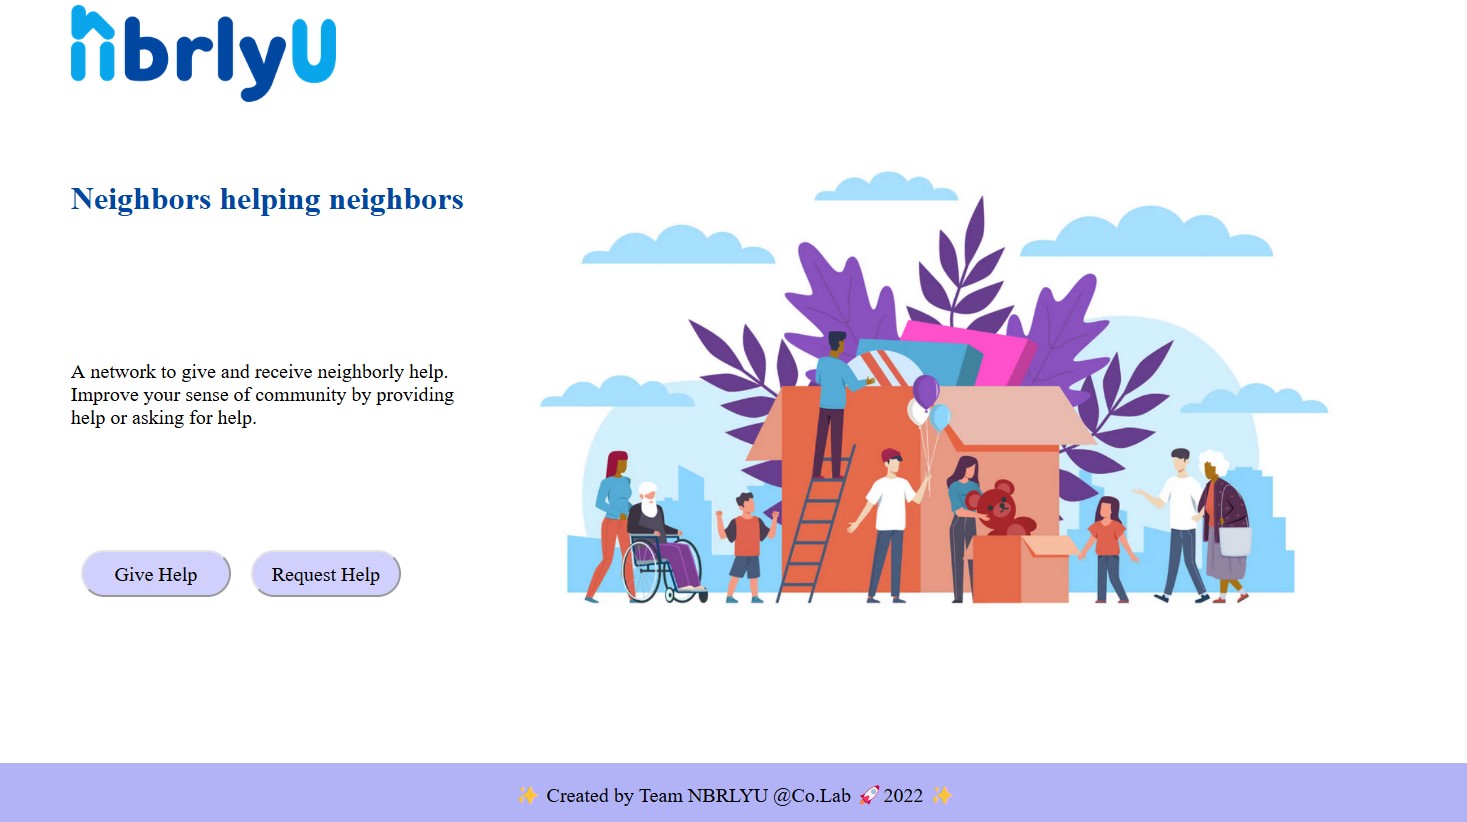 nbrlyU
Neighbors helping neighbors
A network to give and receive neighborly help.
Improve your sense of community by providing
help or asking for help.
Give Help
Request Help
✨ Created by Team NBRLYU @Co.Lab 🚀 2022 ✨